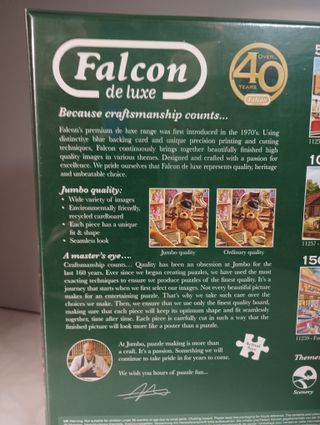 Falcon
de luxe
OVER
40
YEARS
Falcon
Because craftsmanship counts...
Falcon's premium de luxe range was first introduced in the 1970's. Using
distinctive blue backing card and unique precision printing and cutting
techniques, Falcon continuously brings together beautifully finished high
quality images in various themes. Designed and crafted with a passion for
excellence. We pride ourselves that Falcon de luxe represents quality, heritage
and unbeatable choice.
Jumbo quality:
• Wide variety of images
• Environmentally friendly,
recycled cardboard
• Each piece has a unique
fit & shape
• Seamless look
Jumbo quality
Ordinary quality
A master's eye....
Craftsmanship counts.... Quality has been an obsession at Jumbo for the
last 160 years. Ever since we began creating puzzles, we have used the most
exacting techniques to ensure we produce puzzles of the finest quality. It's a
journey that starts when we first select our images. Not every beautiful picture
makes for an entertaining puzzle. That's why we take such care over the
choices we make. Then, we ensure that we use only the finest quality board,
making sure that each piece will keep its optimum shape and fit seamlessly
together, time after time. Each piece is carefully cut in such a way that the
finished picture will look more like a poster than a puzzle.
At Jumbo, puzzle making is more than
a craft. It's a passion. Something we will
continue to take pride in for years to come.
We wish you hours of puzzle fun...
10
150
Themes
Scenery